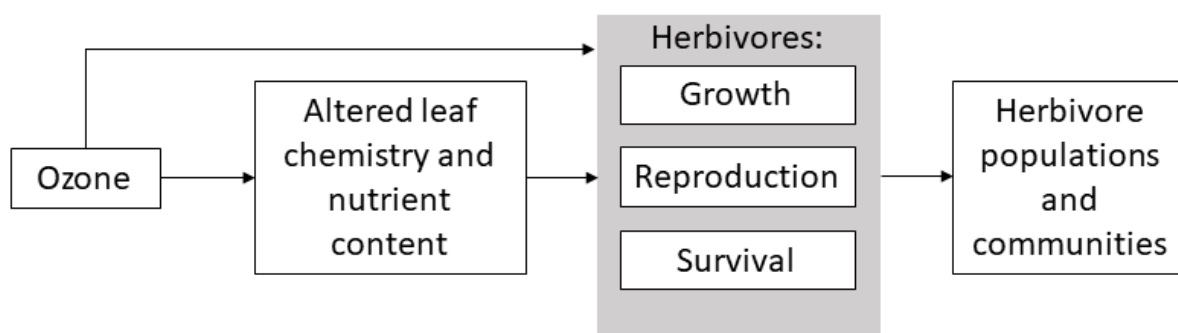 Ozone
Altered leaf
chemistry and
nutrient
content
Herbivores:
Growth
Reproduction
Survival
Herbivore
populations
and
communities